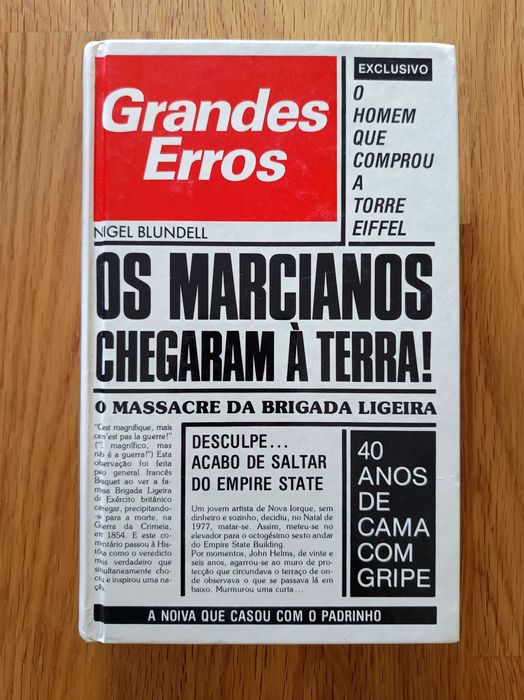 Grandes
Erros
NIGEL BLUNDELL
EXCLUSIVO
O
HOMEM
QUE
COMPROU
A
TORRE
EIFFEL
OS MARCIANOS
CHEGARAM À TERRA!
O MASSACRE DA BRIGADA LIGEIRA
"C'est magnifique, mais
ce n'est pas la guerre!"
("É magnífico, mas
não é a guerra!") Esta
observação foi feita
pelo general francês
Bosquet ao ver a fa-
mosa Brigada Ligeira
do Exército britânico
carregar, precipitando-
se para a morte, na
Guerra da Crimeia,
em 1854. E este co-
mentário passou à His-
tória como o veredicto
mais verdadeiro que
simultaneamente cho-
cou e inspirou uma na-
ção.
DESCULPE...
ACABO DE SALTAR
DO EMPIRE STATE
Um jovem artista de Nova Iorque, sem
dinheiro e sozinho, decidiu, no Natal de
1977, matar-se. Assim, meteu-se no
elevador para o octogésimo sexto andar
do Empire State Building.
Por momentos, John Helms, de vinte e
seis anos, agarrou-se ao muro de pro-
tecção que circundava o terraço de on-
de observava o que se passava lá em
baixo. Murmurou uma curta...
40
ANOS
DE
CAMA
COM
GRIPE
A NOIVA QUE CASOU COM O PADRINHO